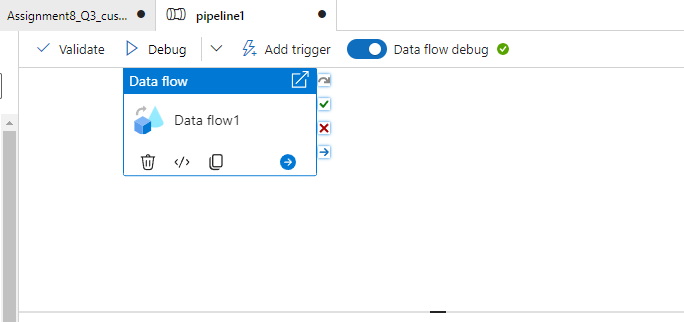 Assignment8_Q3_cus...
pipeline1
Validate
Debug
Add trigger
Data flow debug
Data flow
Data flow1